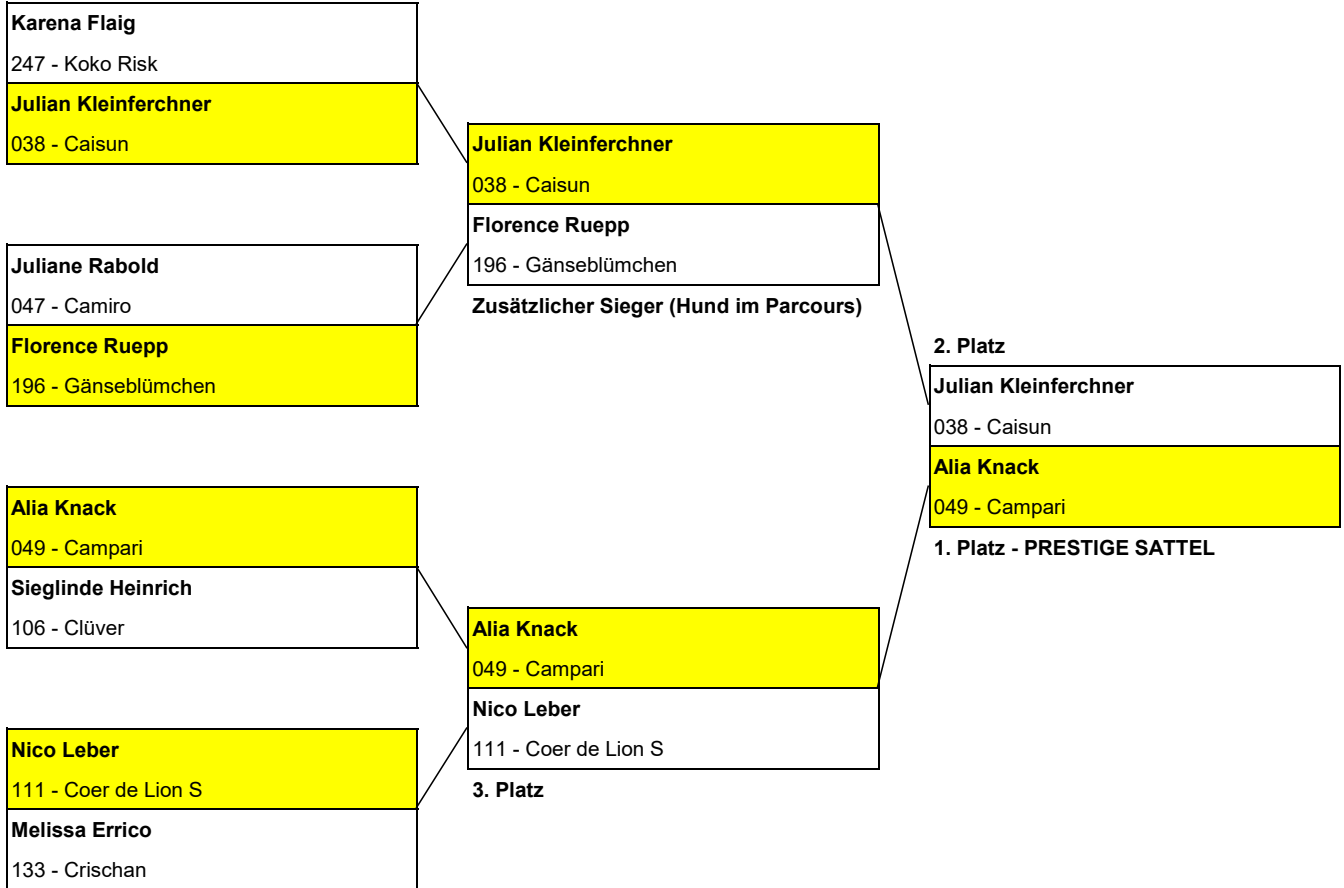 Karena Flaig
247 - Koko Risk
Julian Kleinferchner
038 - Caisun
Juliane Rabold
047 - Camiro
Florence Ruepp
196 - Gänseblümchen
Alia Knack
049 - Campari
Sieglinde Heinrich
106 - Clüver
Nico Leber
111 - Coer de Lion S
Melissa Errico
133 - Crischan
Julian Kleinferchner
038 - Caisun
Florence Ruepp
196 - Gänseblümchen
Zusätzlicher Sieger (Hund im Parcours)
Alia Knack
049 - Campari
Nico Leber
111 - Coer de Lion S
3. Platz
2. Platz
Julian Kleinferchner
038 - Caisun
Alia Knack
049 - Campari
1. Platz - PRESTIGE SATTEL